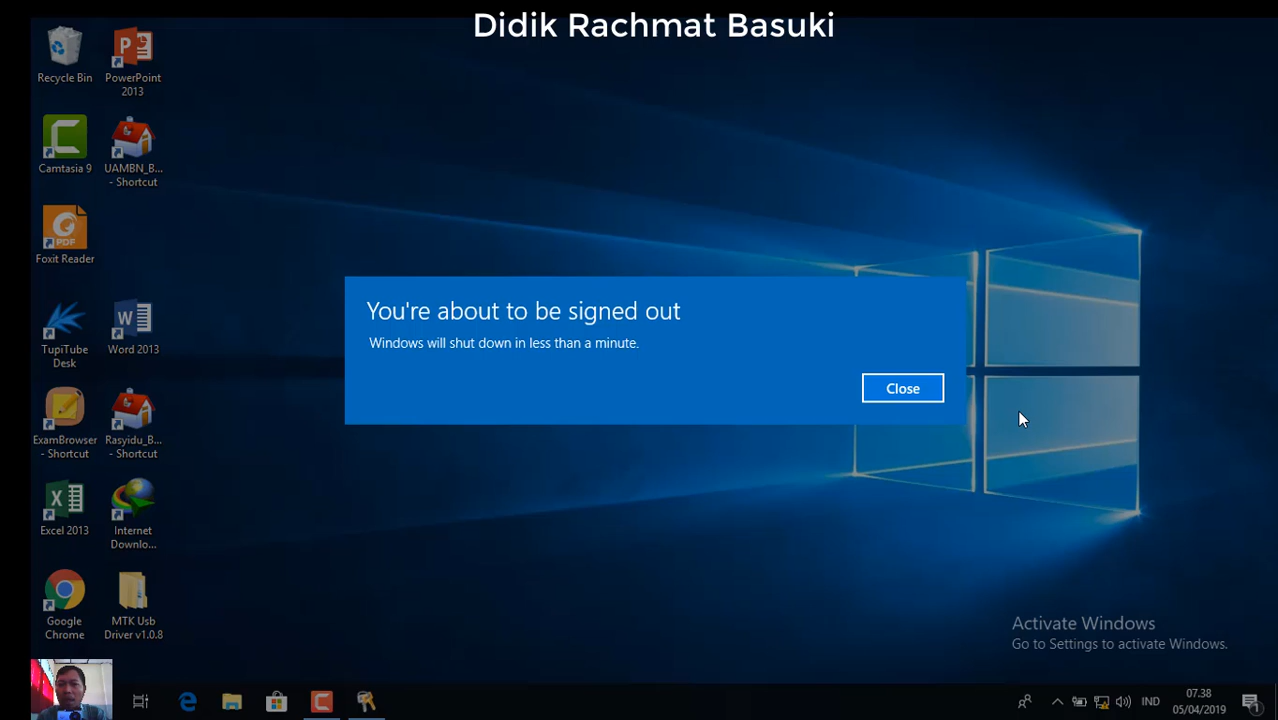 Didik Rachmat Basuki
Recycle Bin
PowerPoint
2013
Camtasia 9
UAMBN_B...
- Shortcut
PDF
Foxit Reader
TupiTube
Desk
Word 2013
ExamBrowser
- Shortcut
Rasyidu_B...
- Shortcut
Excel 2013
Internet
Downlo...
Google
Chrome
MTK Usb
Driver v1.0.8
You're about to be signed out
Windows will shut down in less than a minute.
Close
Activate Windows
Go to Settings to activate Windows.
IND
07.38
05/04/2019
1